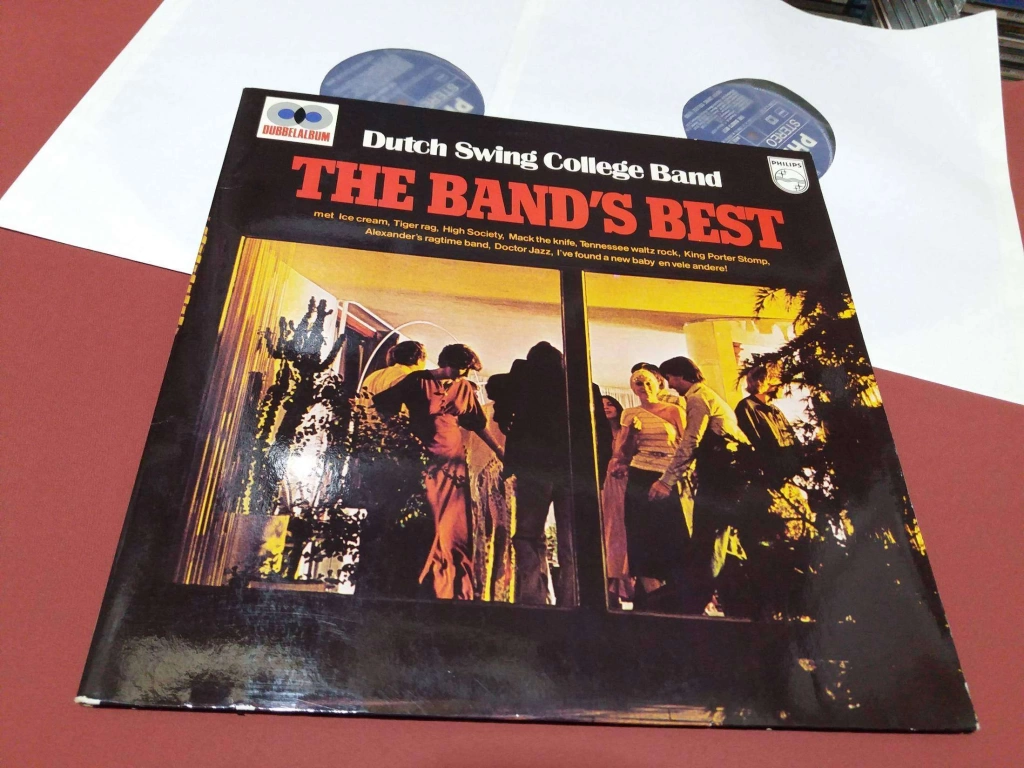 DUBBELALBUM
Dutch Swing College Band
PHILIPS
THE BAND'S BEST
met Ice cream, Tiger rag, High Society, Mack the knife, Tennessee waltz rock, King Porter Stomp,
Alexander's ragtime band, Doctor Jazz, I've found a new baby en vele andere!
STEREO